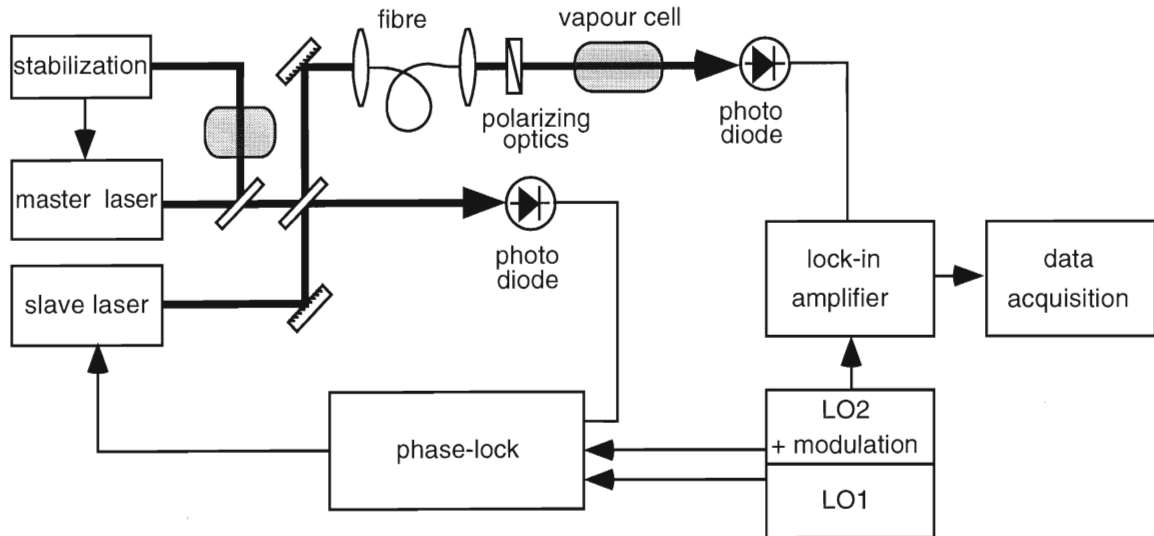 fibre
vapour cell
stabilization
photo
diode
polarizing
optics
master laser
photo
diode
slave laser
lock-in
amplifier
data
acquisition
phase-lock
LO2
+ modulation
LO1